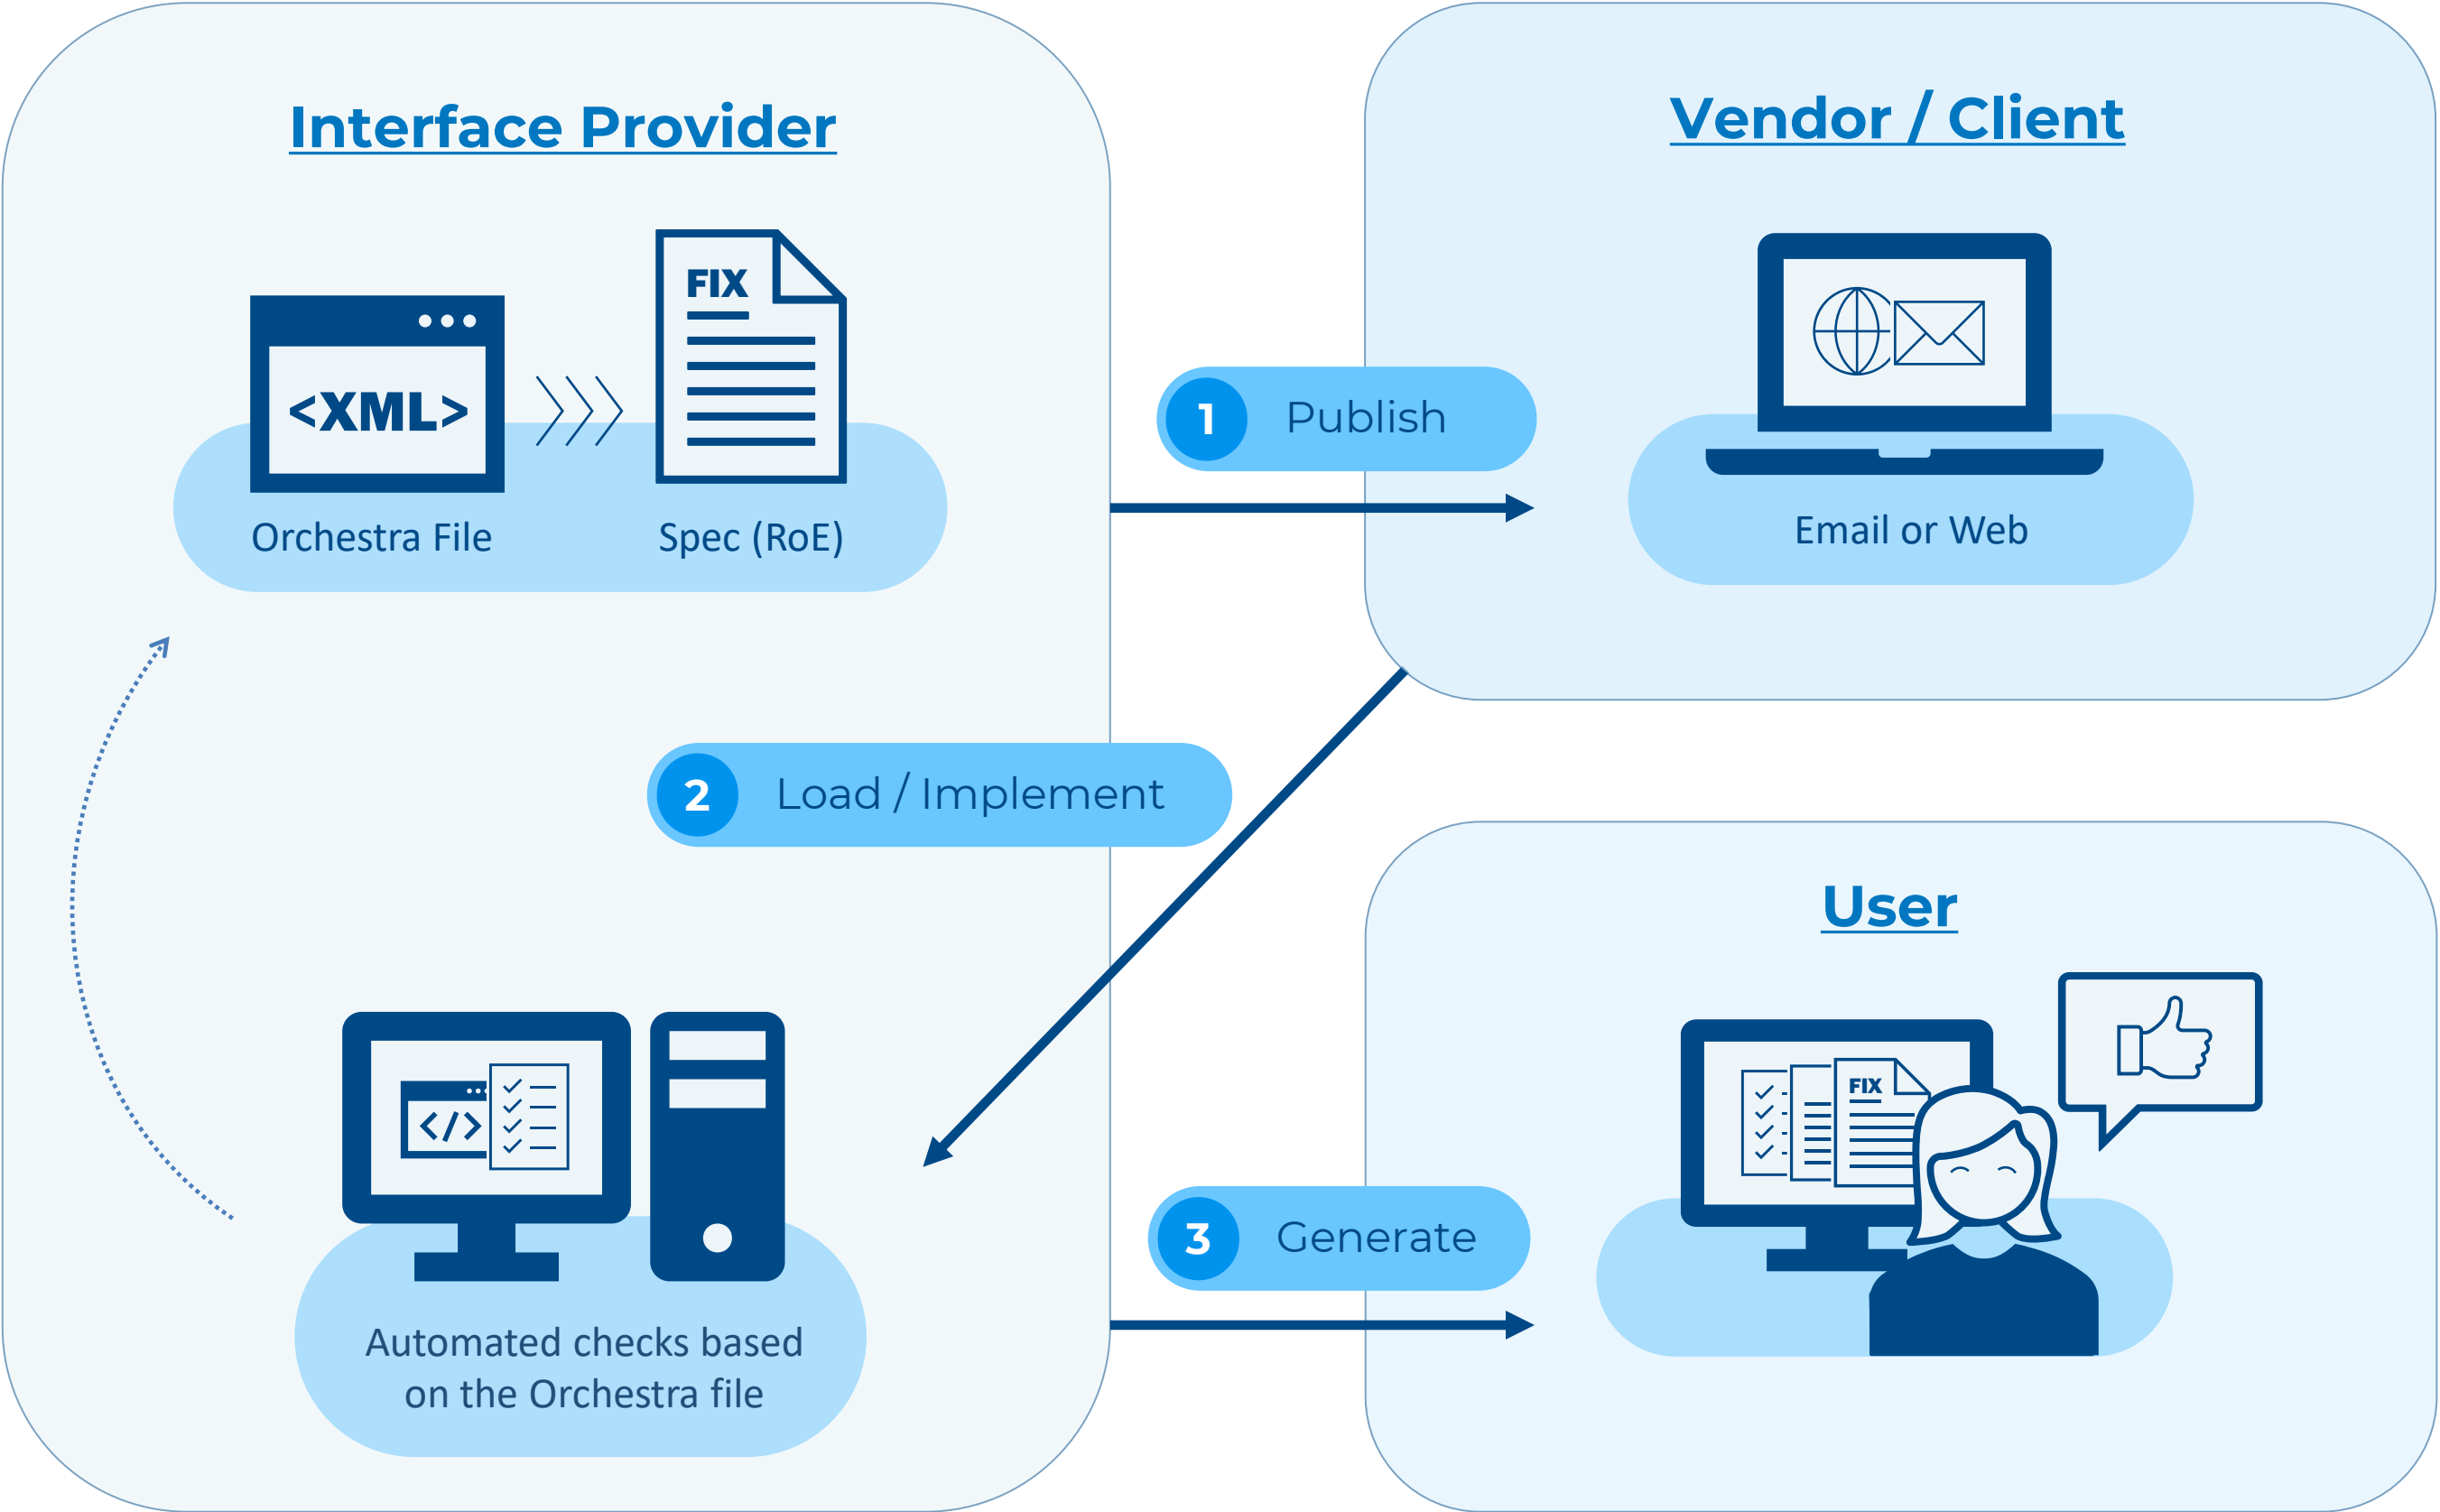 Interface Provider
<XML>
FIX
Orchestra File
Spec (RoE)
1 Publish
Vendor / Client
Email or Web
2 Load / Implement
</>
Automated checks based
on the Orchestra file
3 Generate
User
FIX